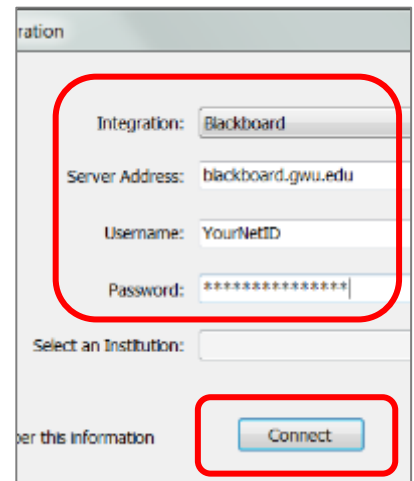 ration
Integration: Blackboard
Server Address: blackboard.gwu.edu
Username: YourNetID
Password: ***************
Select an Institution:
ber this information Connect